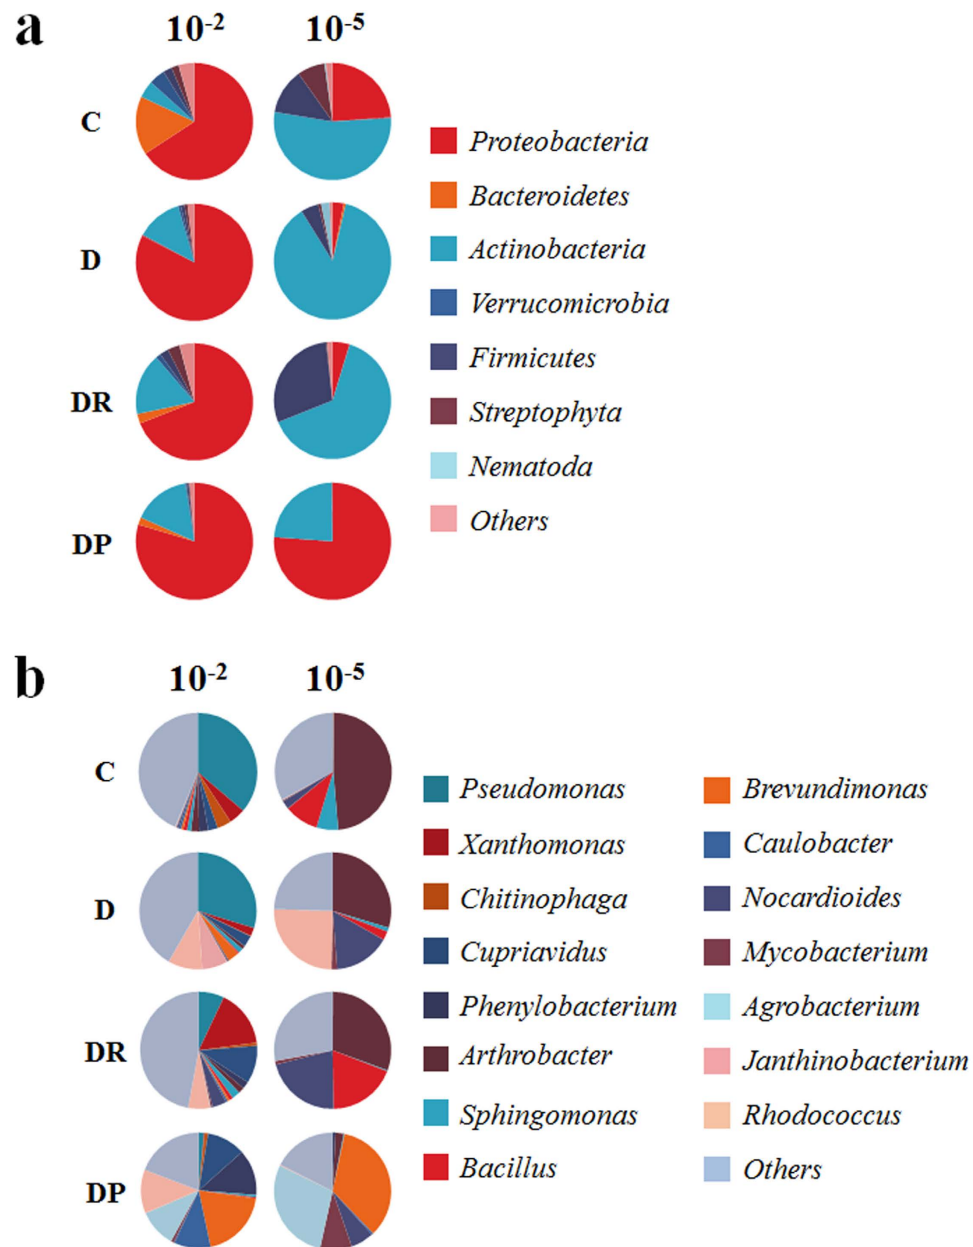 a
10-2 10-5
C
D
DR
DP
Proteobacteria
Bacteroidetes
Actinobacteria
Verrucomicrobia
Firmicutes
Streptophyta
Nematoda
Others
b
10-2 10-5
C
D
DR
DP
Pseudomonas
Xanthomonas
Chitinophaga
Cupriavidus
Phenylobacterium
Arthrobacter
Sphingomonas
Bacillus
Brevundimonas
Caulobacter
Nocardioides
Mycobacterium
Agrobacterium
Janthinobacterium
Rhodococcus
Others